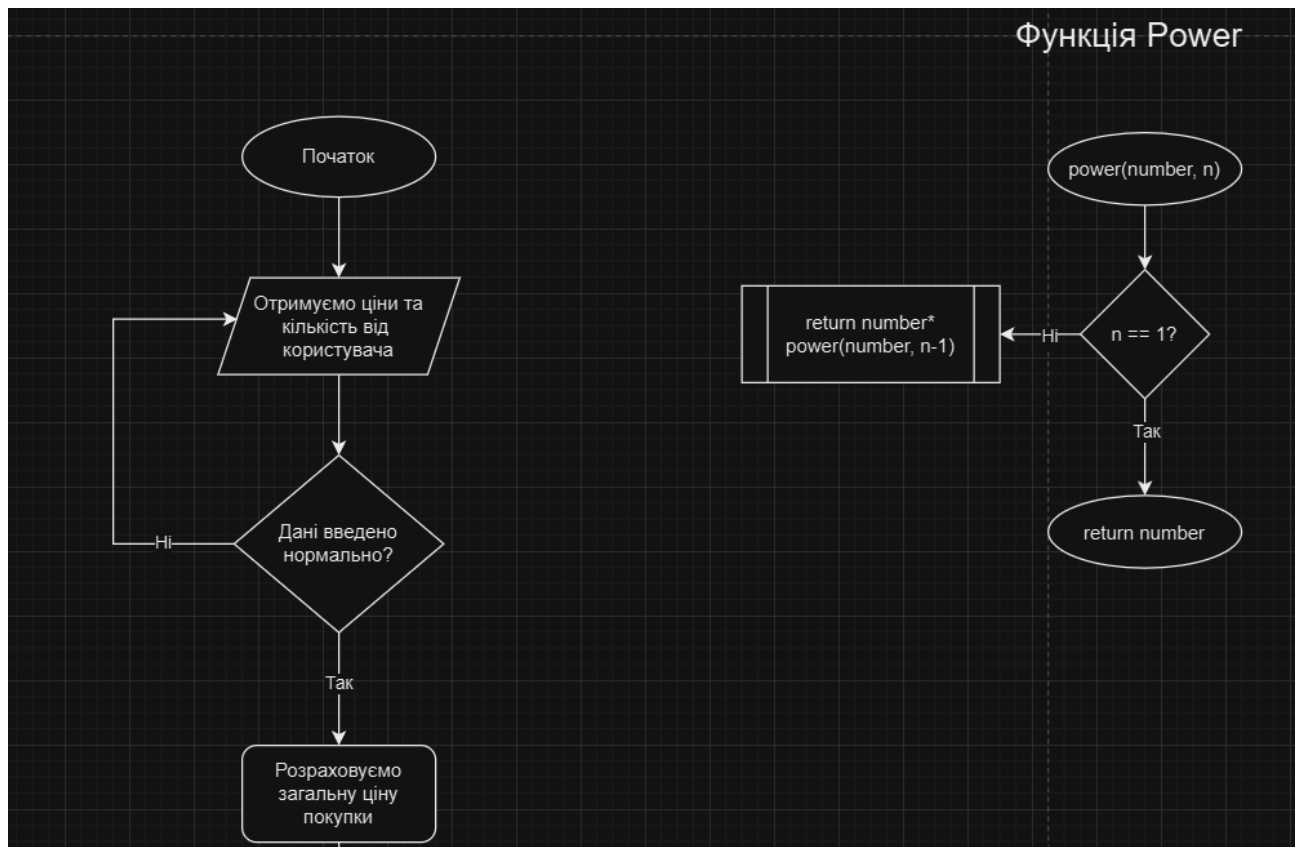 Функція Power
Початок
Отримуємо ціни та
кількість від
користувача
Дані введено
нормально?
Ні
Так
Розраховуємо
загальну ціну
покупки
power(number, n)
n == 1?
Ні
return number*
power(number, n-1)
Так
return number